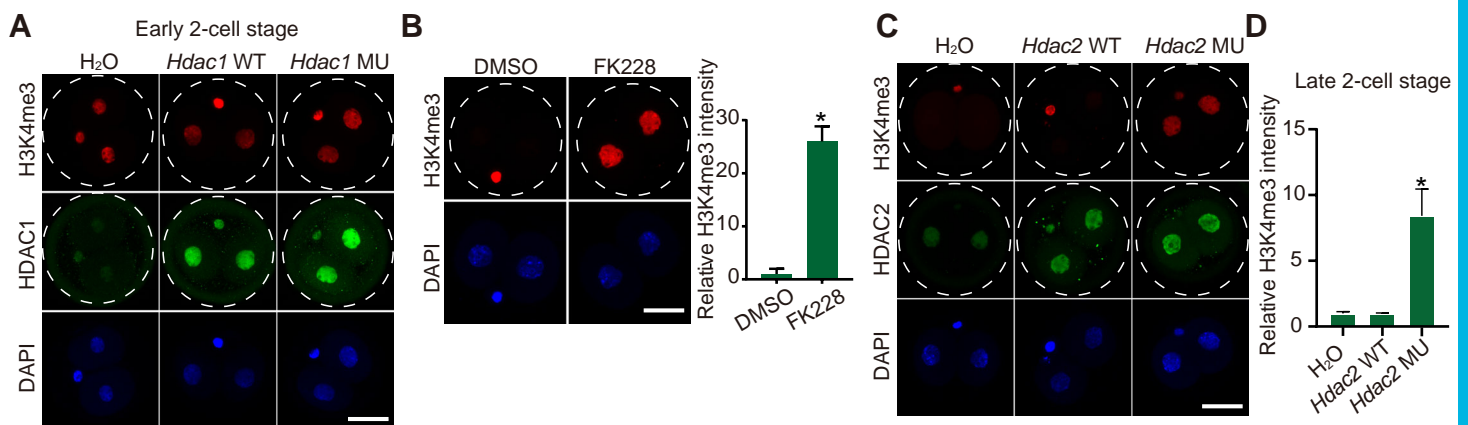 A
Early 2-cell stage
H₂O
Hdac1 WT
Hdac1 MU
H3K4me3
HDAC1
DAPI
B
DMSO
FK228
H3K4me3
DAPI
Relative H3K4me3 intensity
30
20
10
0
*
DMSO
FK228
C
H₂O
Hdac2 WT
Hdac2 MU
H3K4me3
HDAC2
DAPI
D
Late 2-cell stage
Relative H3K4me3 intensity
15
10
5
0
*
H₂O
Hdac2 WT
Hdac2 MU